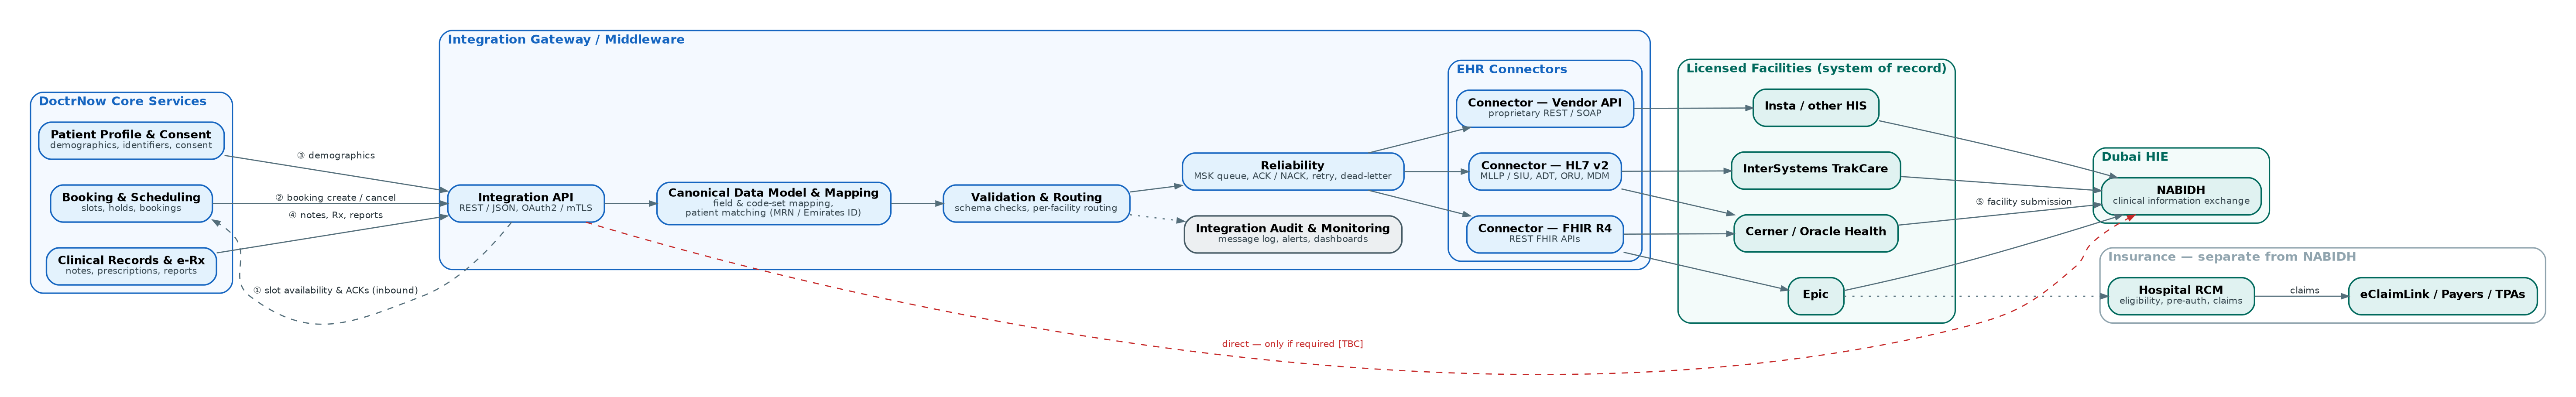 DoctrNow Core Services
Patient Profile & Consent
demographics, identifiers, consent
Booking & Scheduling
slots, holds, bookings
Clinical Records & e-Rx
notes, prescriptions, reports
③ demographics
② booking create / cancel
④ notes, Rx, reports
① slot availability & ACKs (inbound)
Integration Gateway / Middleware
Integration API
REST / JSON, OAuth2 / mTLS
Canonical Data Model & Mapping
field & code-set mapping,
patient matching (MRN / Emirates ID)
Validation & Routing
schema checks, per-facility routing
Reliability
MSK queue, ACK / NACK, retry, dead-letter
Integration Audit & Monitoring
message log, alerts, dashboards
EHR Connectors
Connector — Vendor API
proprietary REST / SOAP
Connector — HL7 v2
MLLP / SIU, ADT, ORU, MDM
Connector — FHIR R4
REST FHIR APIs
direct — only if required [TBC]
Licensed Facilities (system of record)
Insta / other HIS
InterSystems TrakCare
Cerner / Oracle Health
Epic
⑤ facility submission
Dubai HIE
NABIDH
clinical information exchange
Insurance — separate from NABIDH
Hospital RCM
eligibility, pre-auth, claims
claims
eClaimLink / Payers / TPAs